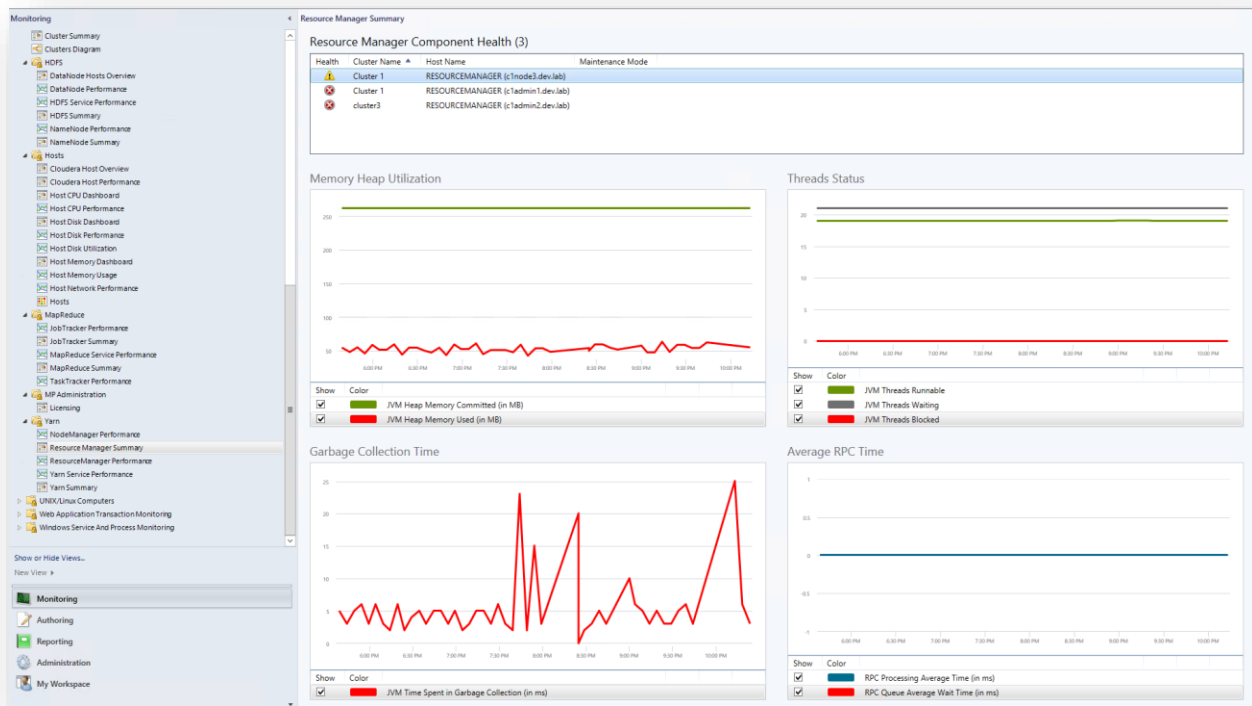 Monitoring
Cluster Summary
Clusters Diagram
HDFS
DataNode Hosts Overview
DataNode Performance
HDFS Service Performance
HDFS Summary
NameNode Performance
NameNode Summary
Hosts
Cloudera Host Overview
Cloudera Host Performance
Host CPU Dashboard
Host CPU Performance
Host Disk Dashboard
Host Disk Performance
Host Disk Utilization
Host Memory Dashboard
Host Memory Usage
Host Network Performance
Hosts
MapReduce
JobTracker Performance
JobTracker Summary
MapReduce Service Performance
MapReduce Summary
TaskTracker Performance
MP Administration
Licensing
Yarn
NodeManager Performance
Resource Manager Summary
ResourceManager Performance
Yarn Service Performance
Yarn Summary
UNIX/Linux Computers
Web Application Transaction Monitoring
Windows Service And Process Monitoring
Show or Hide Views...
New View
Monitoring
Authoring
Reporting
Administration
My Workspace
Resource Manager Summary
Resource Manager Component Health (3)
Health Cluster Name Host Name Maintenance Mode
Cluster 1 RESOURCEMANAGER (c1node3.dev.lab)
Cluster 1 RESOURCEMANAGER (c1admin1.dev.lab)
cluster3 RESOURCEMANAGER (c1admin2.dev.lab)
Memory Heap Utilization
250
200
150
100
50
6:00 PM 6:30 PM 7:00 PM 7:30 PM 8:00 PM 8:30 PM 9:00 PM 9:30 PM 10:00 PM
Show Color
JVM Heap Memory Committed (in MB)
JVM Heap Memory Used (in MB)
Threads Status
20
15
10
5
0
6:00 PM 6:30 PM 7:00 PM 7:30 PM 8:00 PM 8:30 PM 9:00 PM 9:30 PM 10:00 PM
Show Color
JVM Threads Runnable
JVM Threads Waiting
JVM Threads Blocked
Garbage Collection Time
25
20
15
10
5
0
6:00 PM 6:30 PM 7:00 PM 7:30 PM 8:00 PM 8:30 PM 9:00 PM 9:30 PM 10:00 PM
Show Color
JVM Time Spent in Garbage Collection (in ms)
Average RPC Time
1
0.5
0
-0.5
-1
6:00 PM 6:30 PM 7:00 PM 7:30 PM 8:00 PM 8:30 PM 9:00 PM 9:30 PM 10:00 PM
Show Color
RPC Processing Average Time (in ms)
RPC Queue Average Wait Time (in ms)